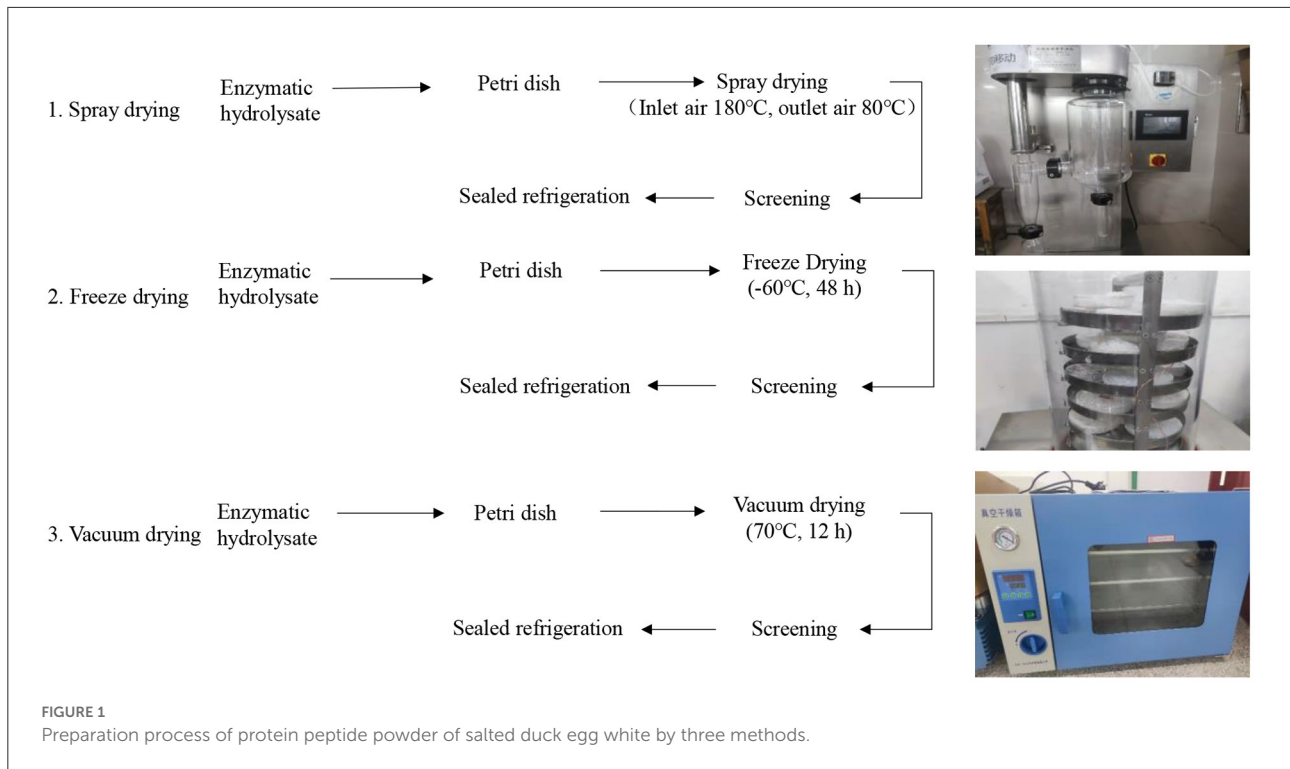 1. Spray drying
Enzymatic
hydrolysate
Petri dish
Spray drying
（Inlet air 180℃, outlet air 80℃）
Screening
Sealed refrigeration
2. Freeze drying
Enzymatic
hydrolysate
Petri dish
Freeze Drying
(-60℃, 48 h)
Screening
Sealed refrigeration
3. Vacuum drying
Enzymatic
hydrolysate
Petri dish
Vacuum drying
(70℃, 12 h)
Screening
Sealed refrigeration
移动
真空干燥箱
FIGURE 1
Preparation process of protein peptide powder of salted duck egg white by three methods.